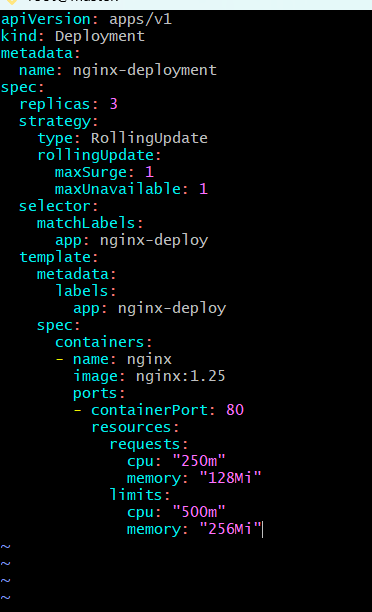 apiVersion: apps/v1
kind: Deployment
metadata:
  name: nginx-deployment
spec:
  replicas: 3
  strategy:
    type: RollingUpdate
    rollingUpdate:
      maxSurge: 1
      maxUnavailable: 1
  selector:
    matchLabels:
      app: nginx-deploy
  template:
    metadata:
      labels:
        app: nginx-deploy
    spec:
      containers:
      - name: nginx
        image: nginx:1.25
        ports:
        - containerPort: 80
          resources:
            requests:
              cpu: "250m"
              memory: "128Mi"
            limits:
              cpu: "500m"
              memory: "256Mi"
~
~
~
~